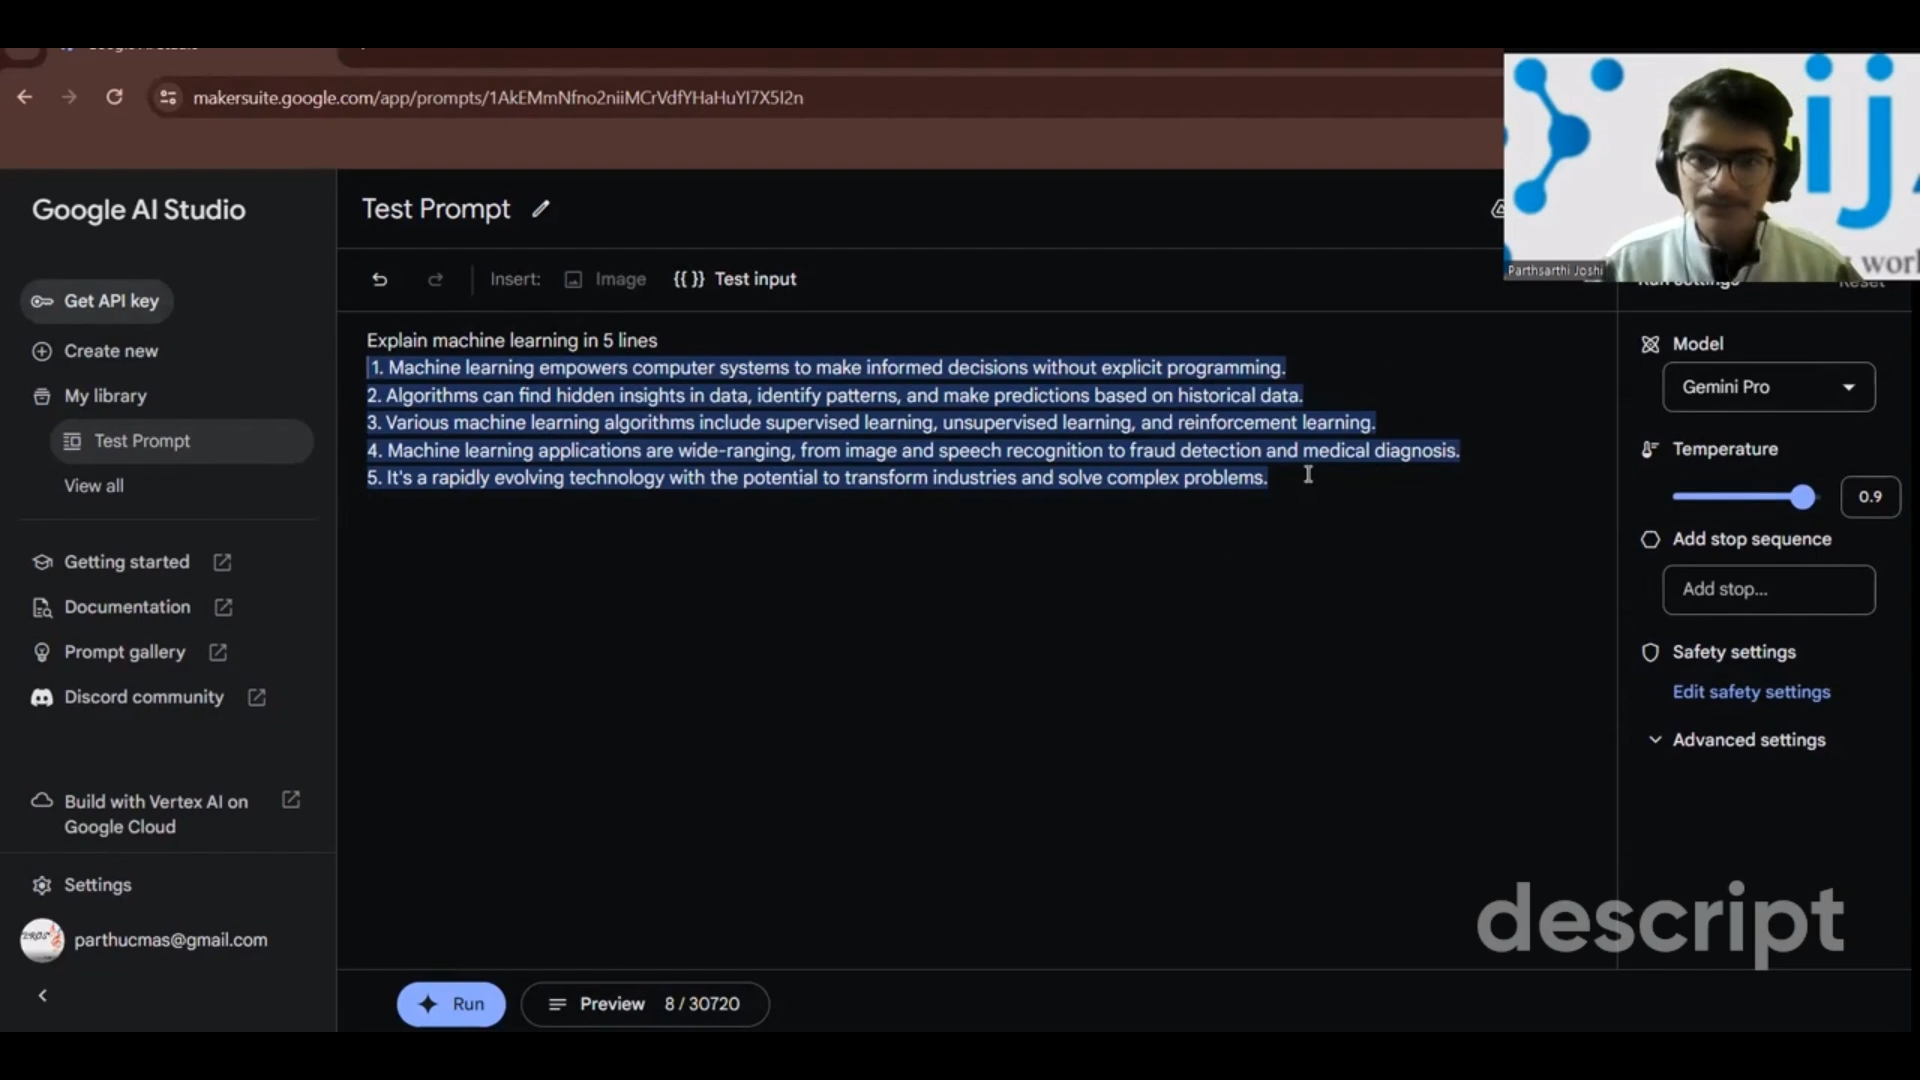 makersuite.google.com/app/prompts/1AkEMmNfno2niiMCrVdfYHaHuYl7X5I2n
Google AI Studio
Test Prompt
Get API key
Insert: Image {{ }} Test input
Create new
My library
Test Prompt
View all
Getting started
Documentation
Prompt gallery
Discord community
Build with Vertex AI on
Google Cloud
Settings
parthucmas@gmail.com
Explain machine learning in 5 lines
1. Machine learning empowers computer systems to make informed decisions without explicit programming.
2. Algorithms can find hidden insights in data, identify patterns, and make predictions based on historical data.
3. Various machine learning algorithms include supervised learning, unsupervised learning, and reinforcement learning.
4. Machine learning applications are wide-ranging, from image and speech recognition to fraud detection and medical diagnosis.
5. It's a rapidly evolving technology with the potential to transform industries and solve complex problems.
Run
Preview 8 / 30720
ij
worl
Parthsarthi Joshi
Model
Gemini Pro
Temperature
0.9
Add stop sequence
Add stop...
Safety settings
Edit safety settings
Advanced settings
descript